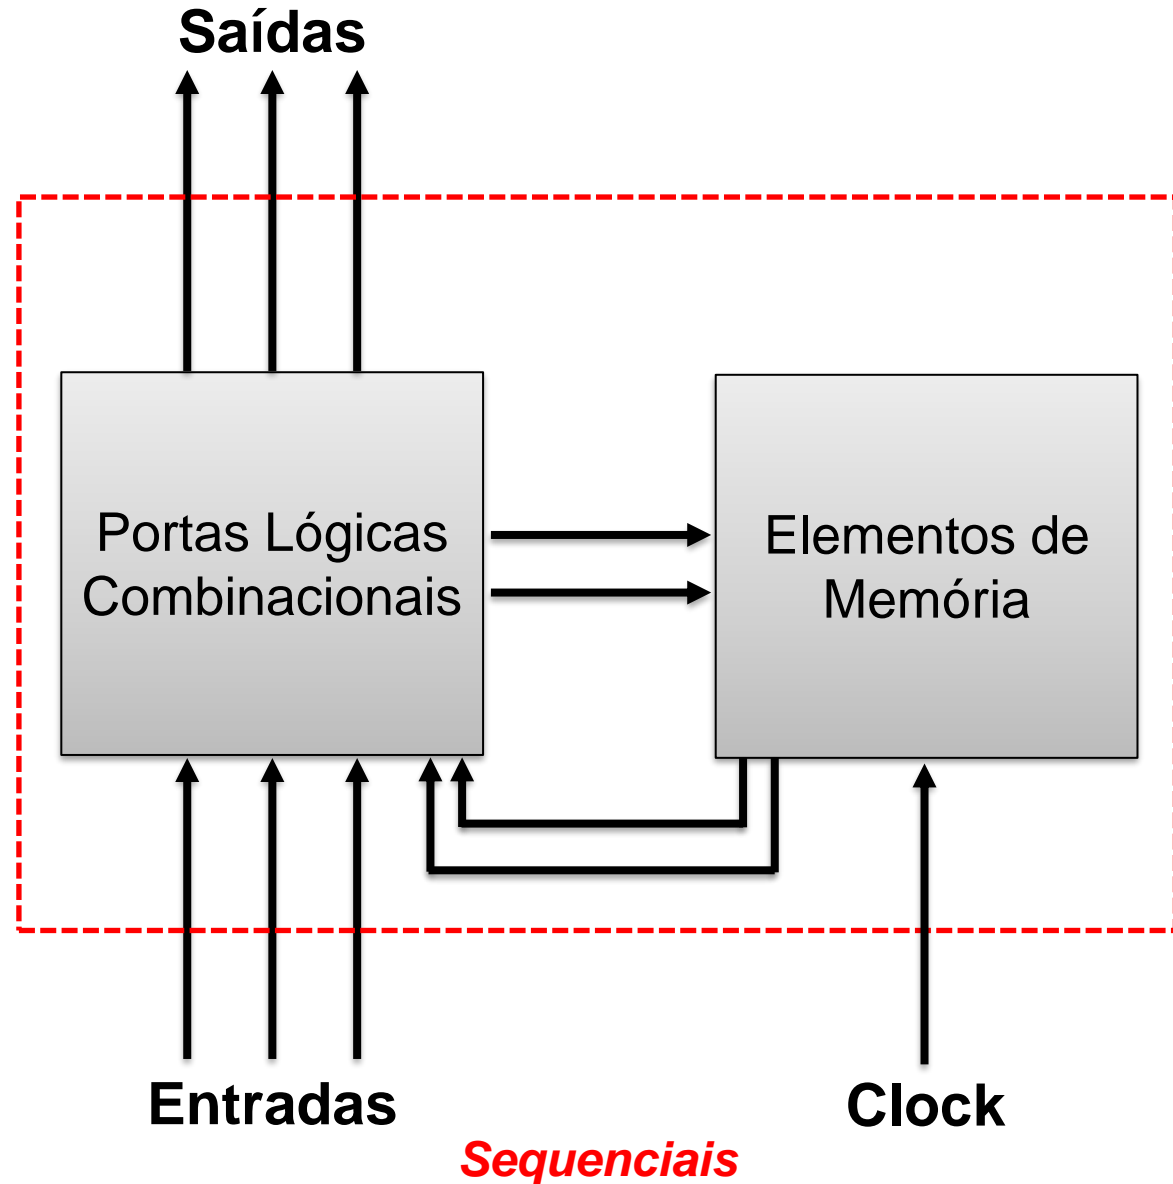 Saídas
Portas Lógicas
Combinacionais
Elementos de
Memória
Entradas
Clock
Sequenciais